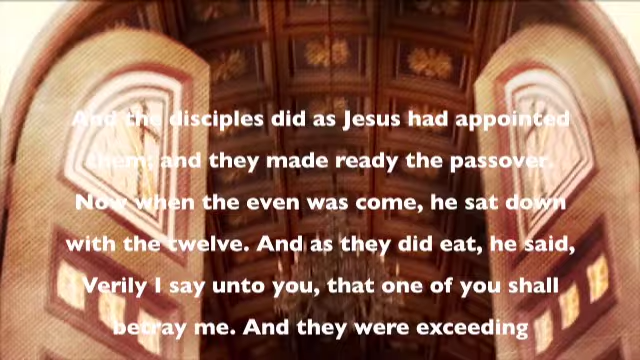 And the disciples did as Jesus had appointed
them; and they made ready the passover.
Now when the even was come, he sat down
with the twelve. And as they did eat, he said,
Verily I say unto you, that one of you shall
betray me. And they were exceeding